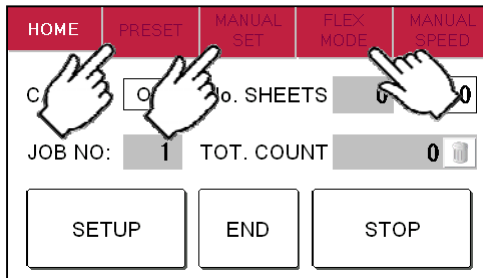 HOME PRESET MANUAL SET FLEX MODE MANUAL SPEED
C O No. SHEETS 0 0
JOB NO: 1 TOT. COUNT 0
SETUP END STOP